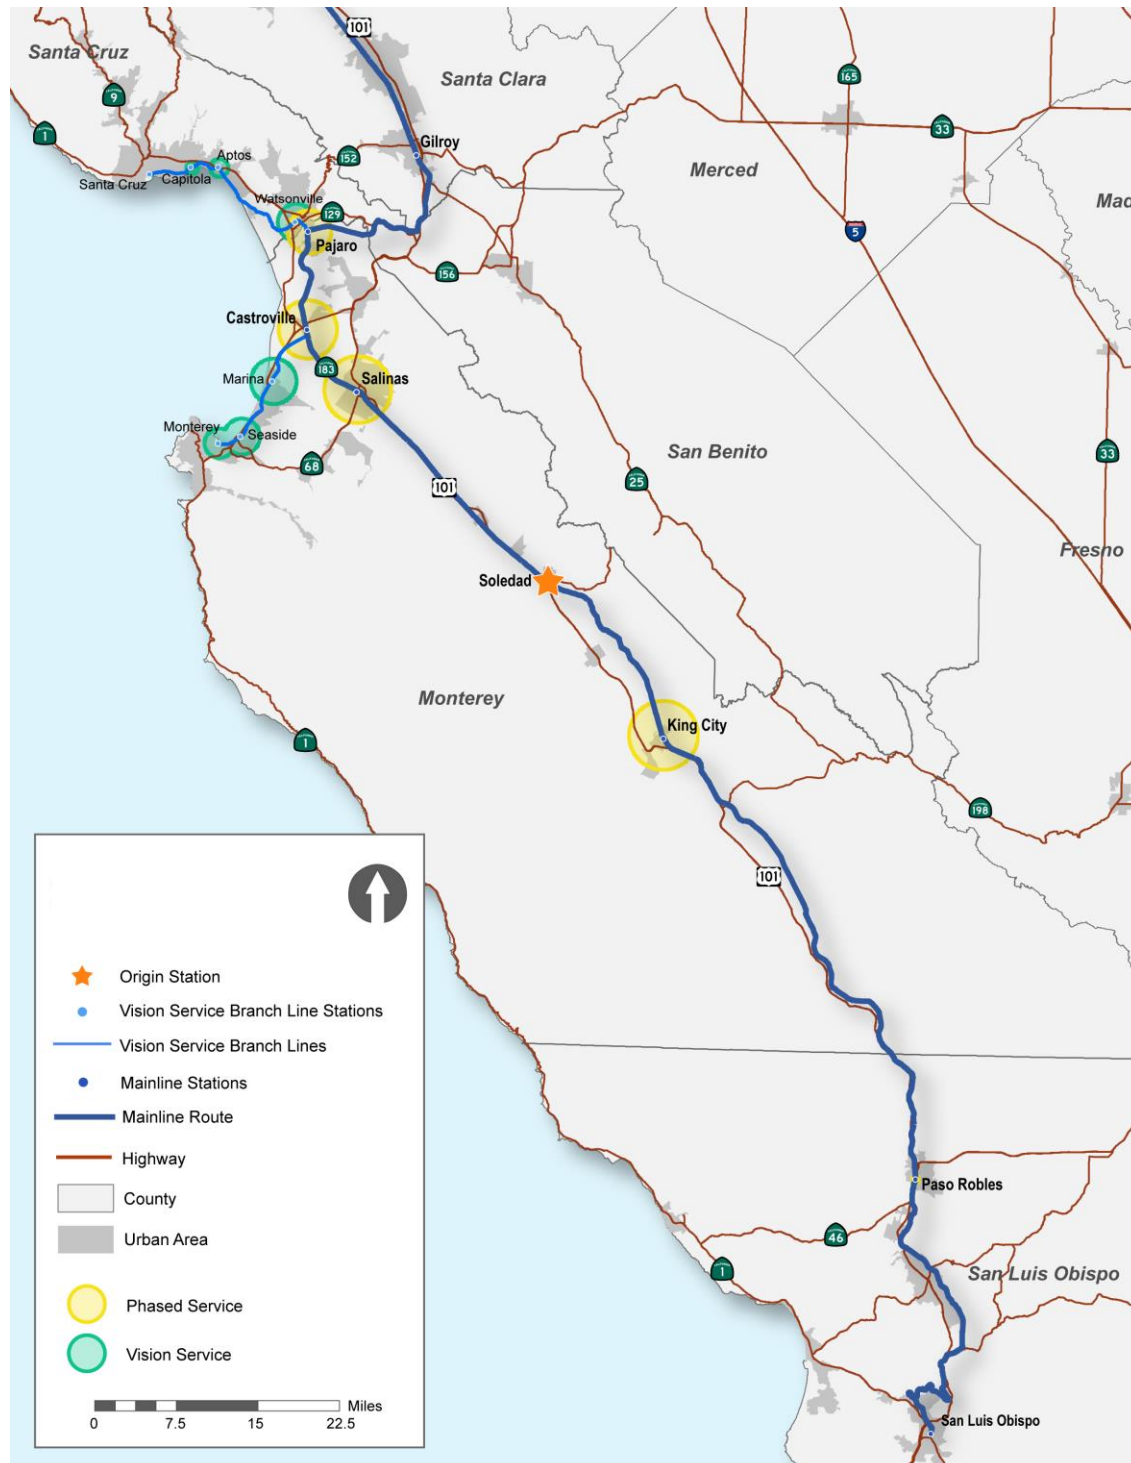 101
Santa Cruz
Santa Clara
165
9
33
1
Gilroy
152
Aptos
Merced
Santa Cruz
Capitola
Watsonville
Mad
129
5
Pajaro
156
Castroville
183
Marina
Salinas
Monterey
Seaside
San Benito
33
68
25
101
Fresno
Soledad
Monterey
King City
1
198
101
Origin Station
Vision Service Branch Line Stations
Vision Service Branch Lines
Mainline Stations
Mainline Route
Highway
County
Urban Area
Phased Service
Vision Service
Miles
0 7.5 15 22.5
Paso Robles
46
1
San Luis Obispo
San Luis Obispo